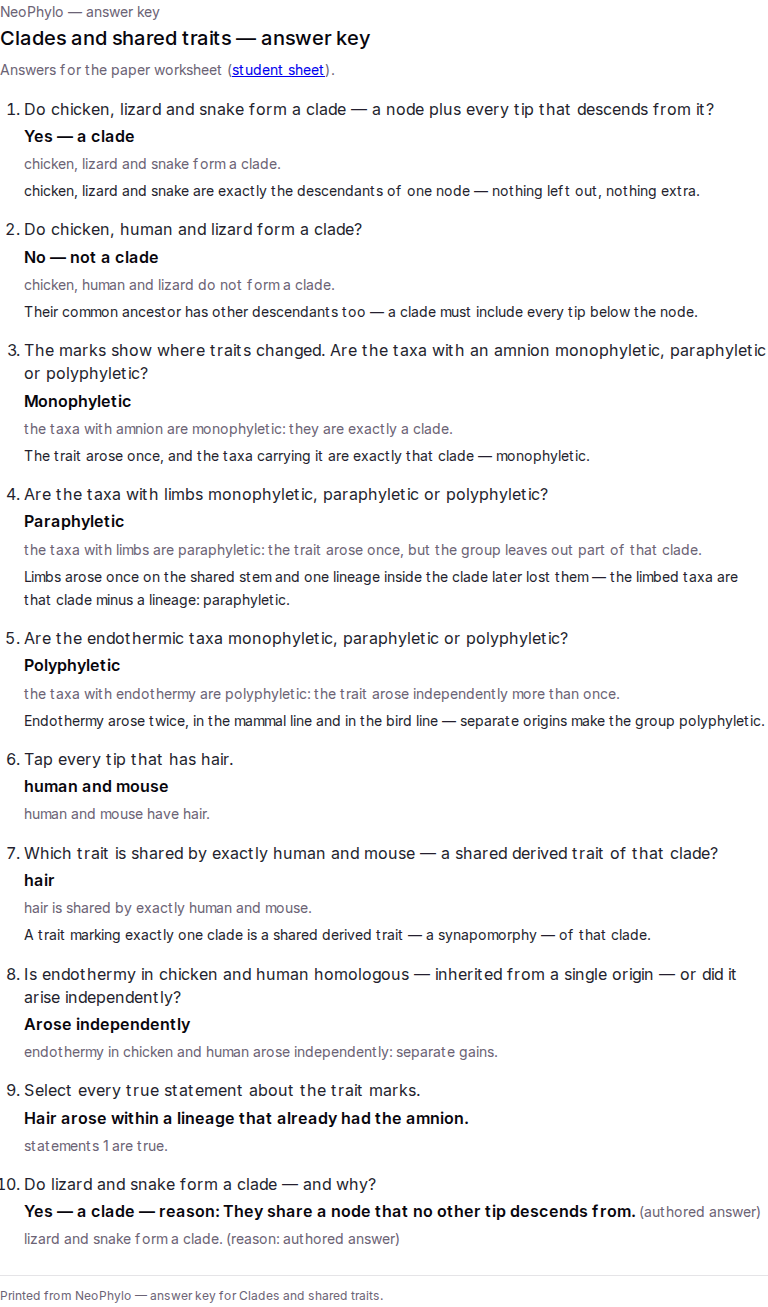 NeoPhylo — answer key
Clades and shared traits — answer key
Answers for the paper worksheet (student sheet).
1. Do chicken, lizard and snake form a clade — a node plus every tip that descends from it?
Yes — a clade
chicken, lizard and snake form a clade.
chicken, lizard and snake are exactly the descendants of one node — nothing left out, nothing extra.
2. Do chicken, human and lizard form a clade?
No — not a clade
chicken, human and lizard do not form a clade.
Their common ancestor has other descendants too — a clade must include every tip below the node.
3. The marks show where traits changed. Are the taxa with an amnion monophyletic, paraphyletic
or polyphyletic?
Monophyletic
the taxa with amnion are monophyletic: they are exactly a clade.
The trait arose once, and the taxa carrying it are exactly that clade — monophyletic.
4. Are the taxa with limbs monophyletic, paraphyletic or polyphyletic?
Paraphyletic
the taxa with limbs are paraphyletic: the trait arose once, but the group leaves out part of that clade.
Limbs arose once on the shared stem and one lineage inside the clade later lost them — the limbed taxa are
that clade minus a lineage: paraphyletic.
5. Are the endothermic taxa monophyletic, paraphyletic or polyphyletic?
Polyphyletic
the taxa with endothermy are polyphyletic: the trait arose independently more than once.
Endothermy arose twice, in the mammal line and in the bird line — separate origins make the group polyphyletic.
6. Tap every tip that has hair.
human and mouse
human and mouse have hair.
7. Which trait is shared by exactly human and mouse — a shared derived trait of that clade?
hair
hair is shared by exactly human and mouse.
A trait marking exactly one clade is a shared derived trait — a synapomorphy — of that clade.
8. Is endothermy in chicken and human homologous — inherited from a single origin — or did it
arise independently?
Arose independently
endothermy in chicken and human arose independently: separate gains.
9. Select every true statement about the trait marks.
Hair arose within a lineage that already had the amnion.
statements 1 are true.
10. Do lizard and snake form a clade — and why?
Yes — a clade — reason: They share a node that no other tip descends from. (authored answer)
lizard and snake form a clade. (reason: authored answer)
Printed from NeoPhylo — answer key for Clades and shared traits.